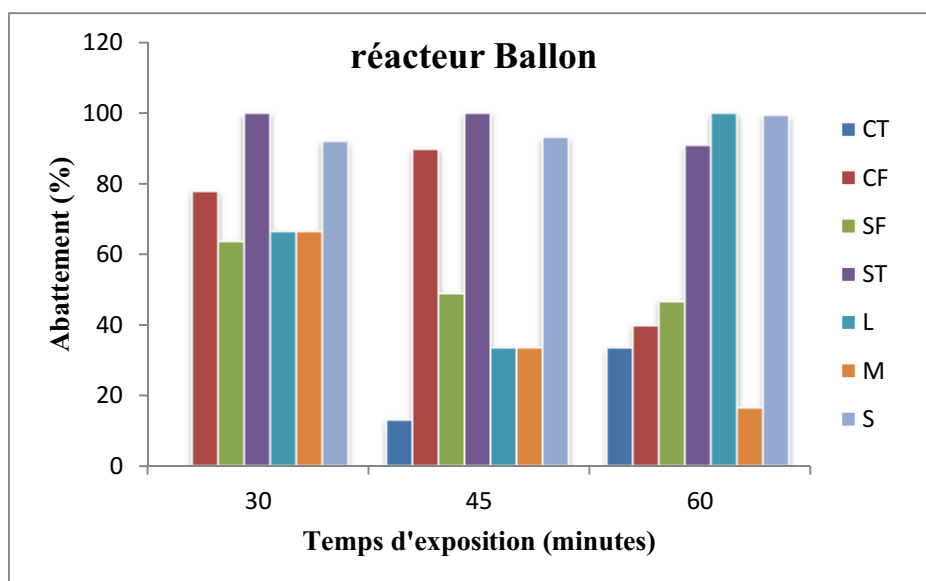 réacteur Ballon
120
100
80
60
40
20
0
Abattement (%)
30 45 60
Temps d'exposition (minutes)
CT
CF
SF
ST
L
M
S